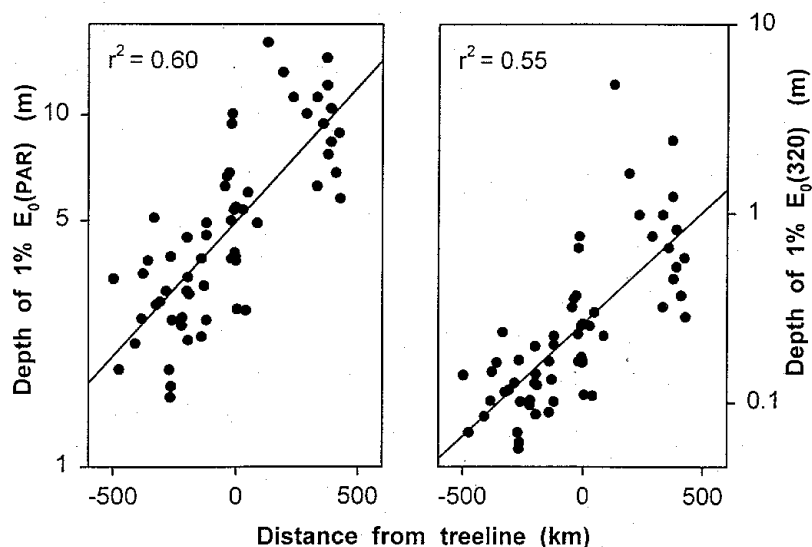 r² = 0.60
r² = 0.55
Depth of 1% E₀(PAR) (m)
10
5
1
-500
0
500
-500
0
500
10
1
0.1
Depth of 1% E₀(320) (m)
Distance from treeline (km)